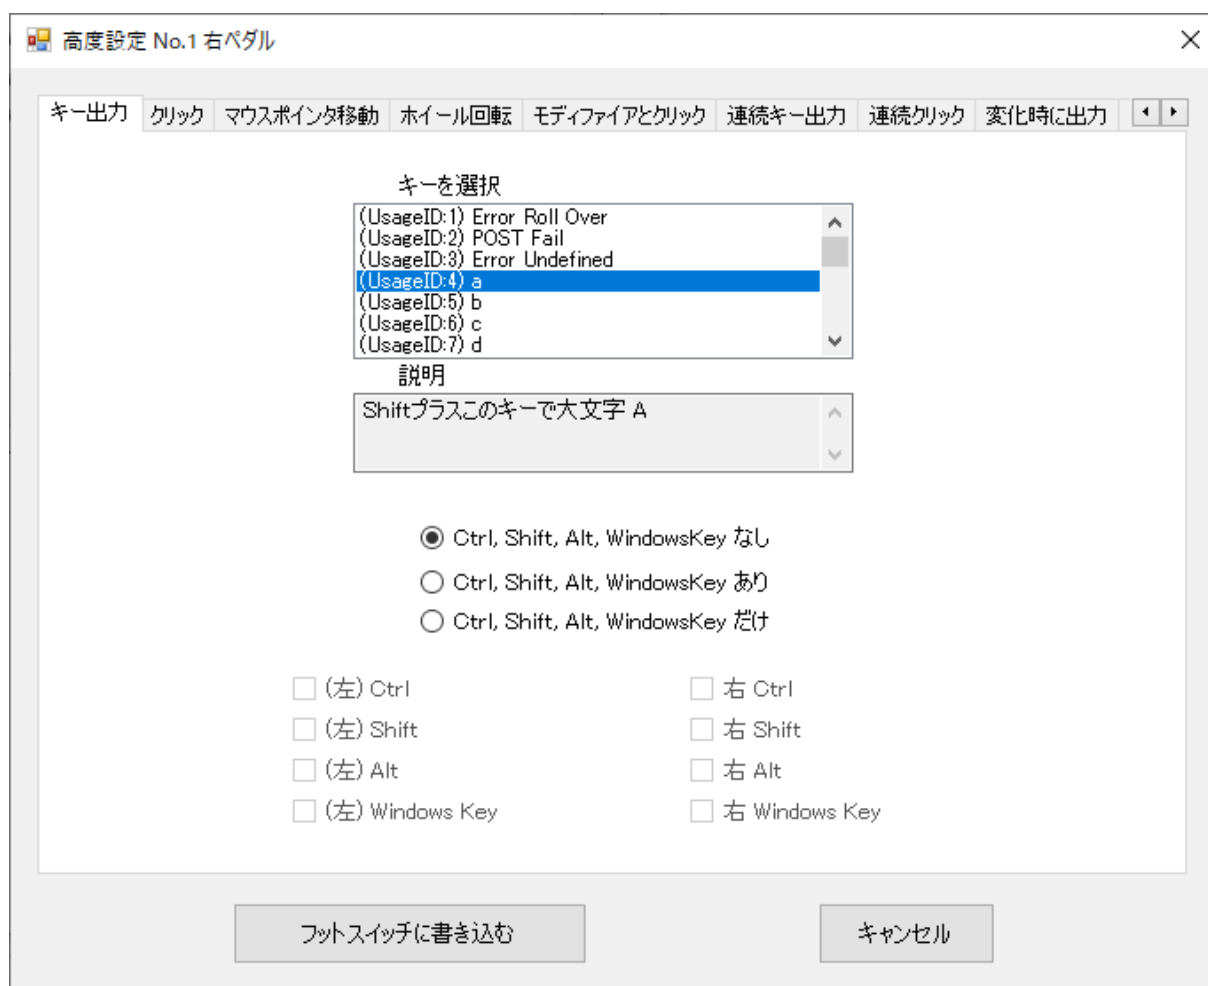 高度設定 No.1 右ペダル
キー出力 クリック マウスポインタ移動 ホイール回転 モディファイアとクリック 連続キー出力 連続クリック 変化時に出力
キーを選択
(UsageID:1) Error Roll Over
(UsageID:2) POST Fail
(UsageID:3) Error Undefined
(UsageID:4) a
(UsageID:5) b
(UsageID:6) c
(UsageID:7) d
説明
Shiftプラスこのキーで大文字 A
Ctrl, Shift, Alt, WindowsKey なし
Ctrl, Shift, Alt, WindowsKey あり
Ctrl, Shift, Alt, WindowsKey だけ
(左) Ctrl 右 Ctrl
(左) Shift 右 Shift
(左) Alt 右 Alt
(左) Windows Key 右 Windows Key
フットスイッチに書き込む キャンセル